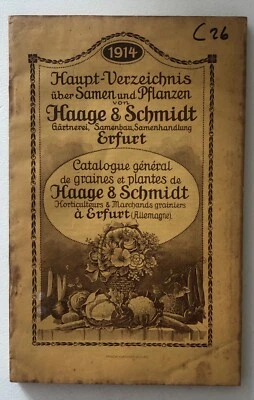 C 26
1914
Haupt-Verzeichnis
über Samen und Pflanzen
von
Haage & Schmidt
Gärtnerei, Samenbau, Samenhandlung
Erfurt
Catalogue général
de graines et plantes de
Haage & Schmidt
Horticulteurs & Marchands grainiers
à Erfurt (Allemagne)